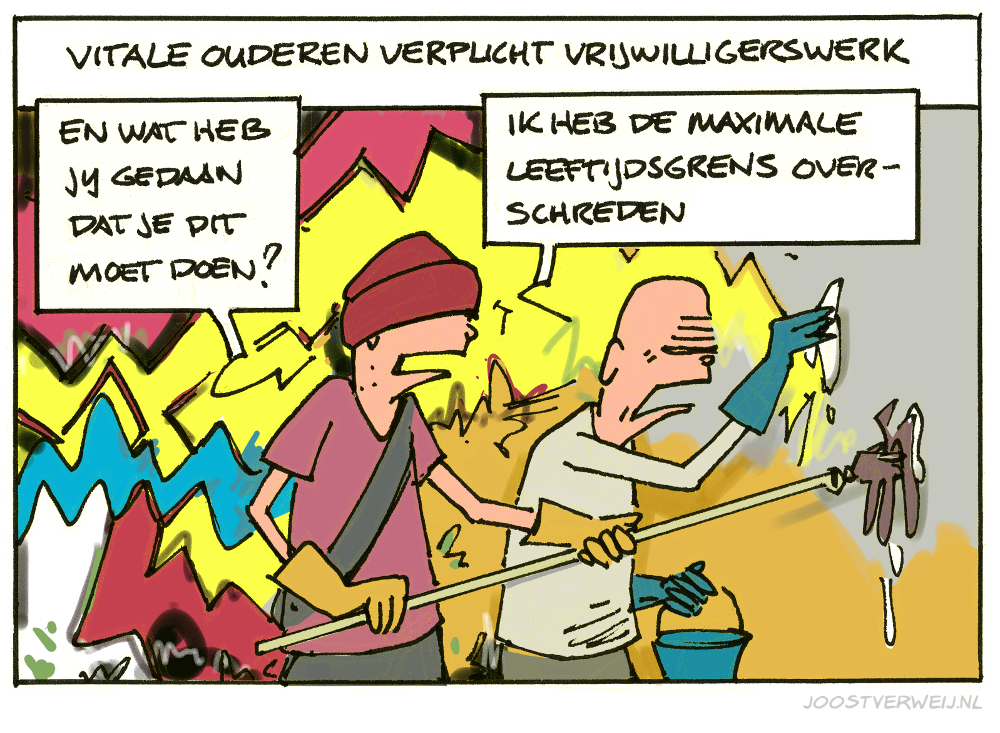 VITALE OUDEREN VERPLICHT VRIJWILLIGERSWERK
EN WAT HEB
JY GEDAAN
DAT JE DIT
MOET DOEN?
IK HEB DE MAXIMALE
LEEFTIJDSGRENS OVER-
SCHREDEN
JOOSTVERWEIJ.NL